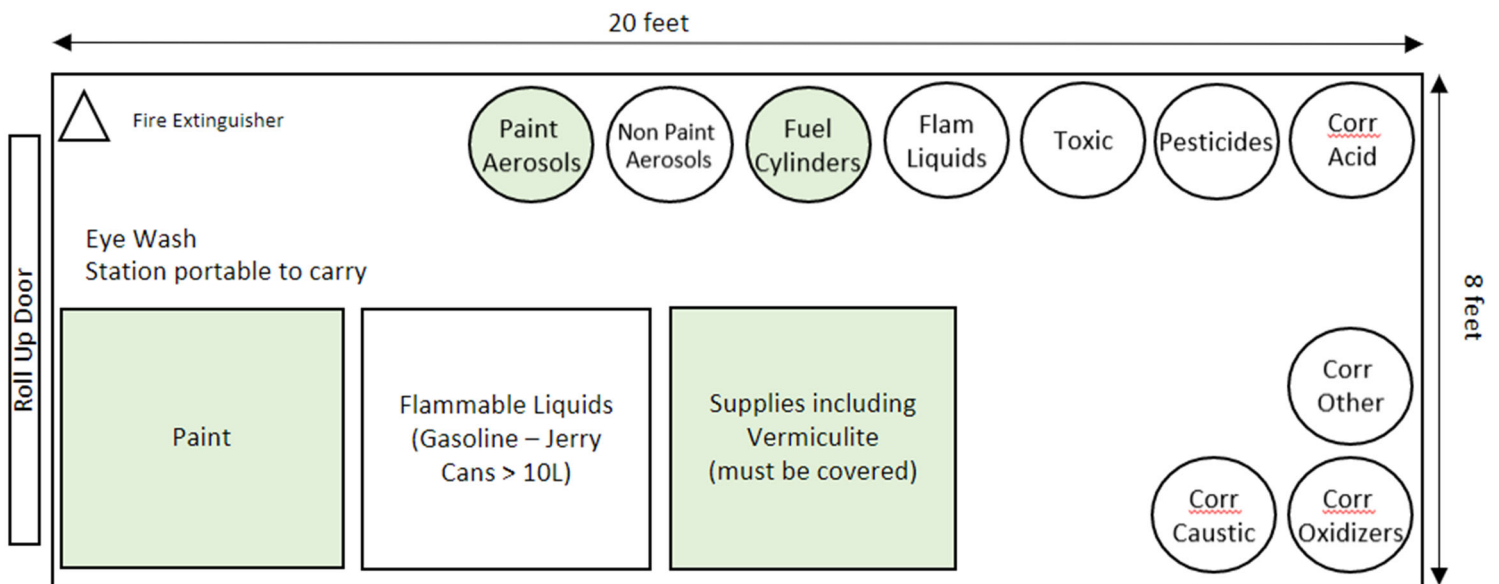 20 feet
Fire Extinguisher
Paint
Aerosols
Non Paint
Aerosols
Fuel
Cylinders
Flam
Liquids
Toxic
Pesticides
Corr
Acid
Eye Wash
Station portable to carry
Roll Up Door
8 feet
Paint
Flammable Liquids
(Gasoline – Jerry
Cans > 10L)
Supplies including
Vermiculite
(must be covered)
Corr
Other
Corr
Caustic
Corr
Oxidizers